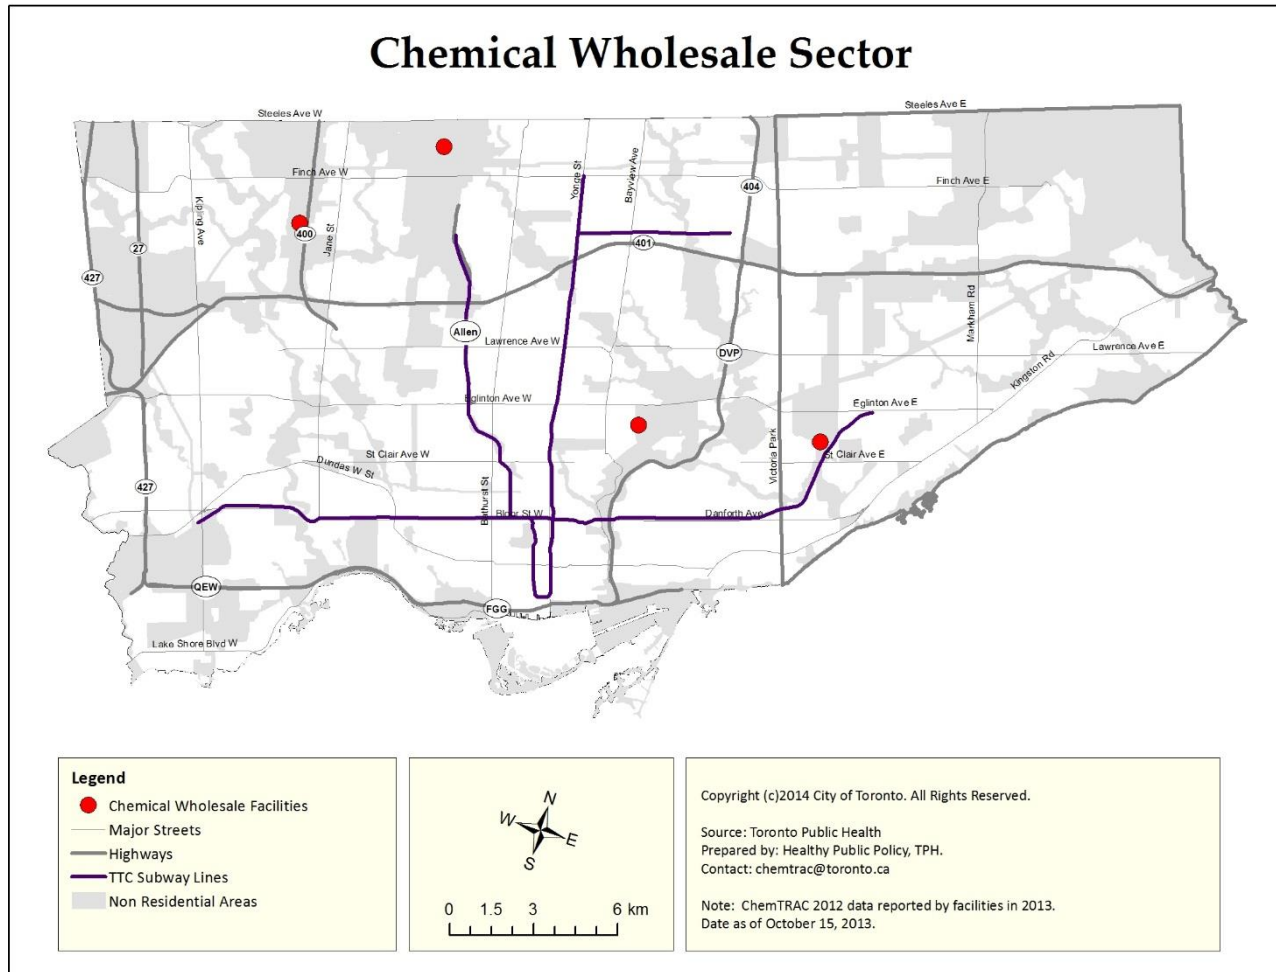 Chemical Wholesale Sector
Steeles Ave E
Steeles Ave W
Finch Ave W
Yonge St
Bayview Ave
404
Finch Ave E
Kipling Ave
27
400
Jane St
401
427
Markham Rd
Allen
Lawrence Ave W
DVP
Lawrence Ave E
Kingston Rd
Eglinton Ave W
Eglinton Ave E
St Clair Ave W
Dundas W St
Victoria Park
St Clair Ave E
427
Bathurst St
Bloor St W
Danforth Ave
QEW
FGG
Lake Shore Blvd W
Legend
Chemical Wholesale Facilities
Major Streets
Highways
TTC Subway Lines
Non Residential Areas
N
W
E
S
0 1.5 3 6 km
Copyright (c)2014 City of Toronto. All Rights Reserved.
Source: Toronto Public Health
Prepared by: Healthy Public Policy, TPH.
Contact: chemtrac@toronto.ca
Note: ChemTRAC 2012 data reported by facilities in 2013.
Date as of October 15, 2013.